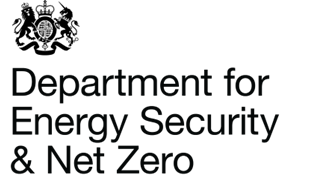 Department for
Energy Security
& Net Zero